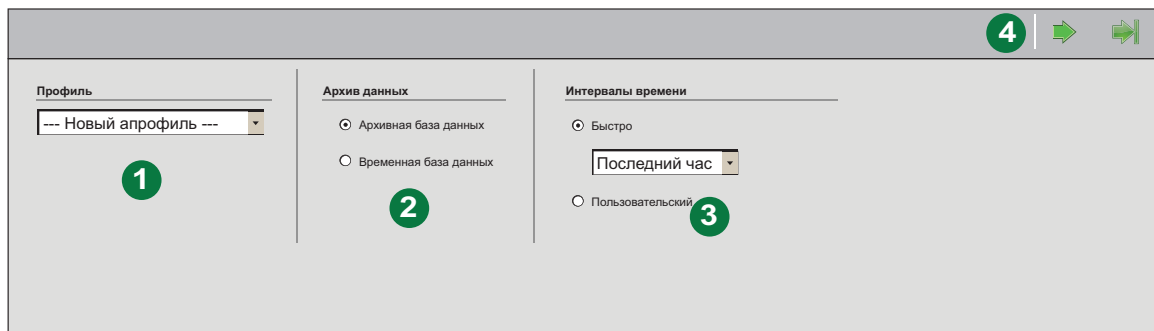 4
Профиль
--- Новый апрофиль ---
1
Архив данных
Архивная база данных
Временная база данных
2
Интервалы времени
Быстро
Последний час
Пользовательский
3